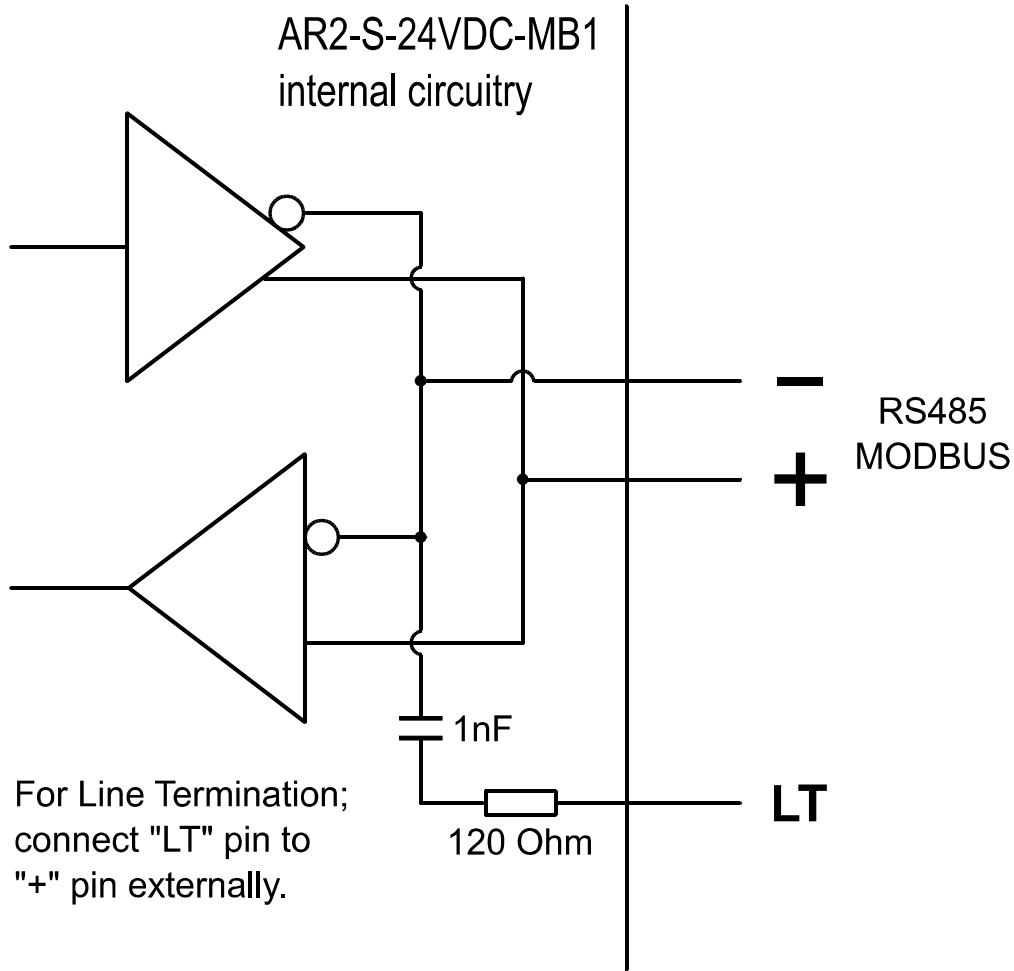 AR2-S-24VDC-MB1
internal circuitry
−
RS485
MODBUS
+
1nF
LT
120 Ohm
For Line Termination;
connect "LT" pin to
"+" pin externally.